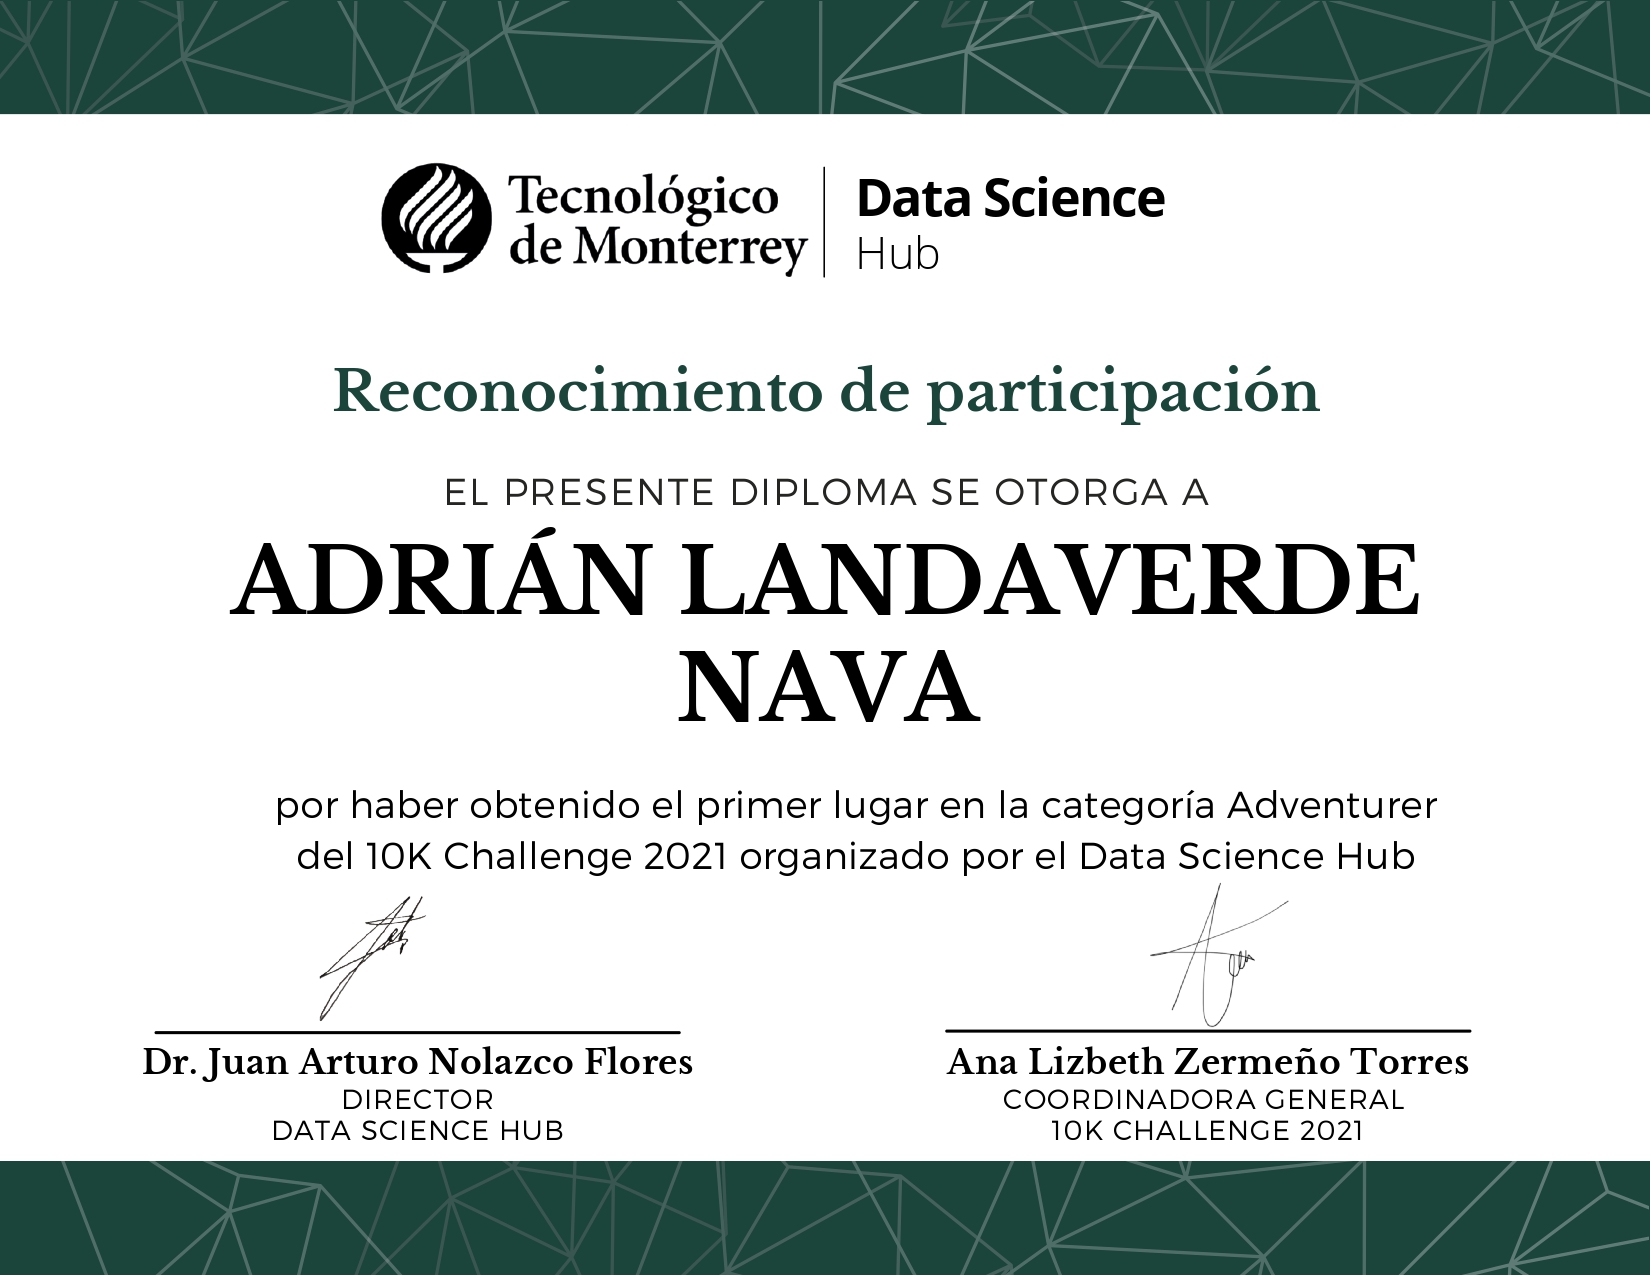 Tecnológico
de Monterrey
Data Science
Hub
Reconocimiento de participación
EL PRESENTE DIPLOMA SE OTORGA A
ADRIÁN LANDAVERDE
NAVA
por haber obtenido el primer lugar en la categoría Adventurer
del 10K Challenge 2021 organizado por el Data Science Hub
Dr. Juan Arturo Nolazco Flores
DIRECTOR
DATA SCIENCE HUB
Ana Lizbeth Zermeño Torres
COORDINADORA GENERAL
10K CHALLENGE 2021